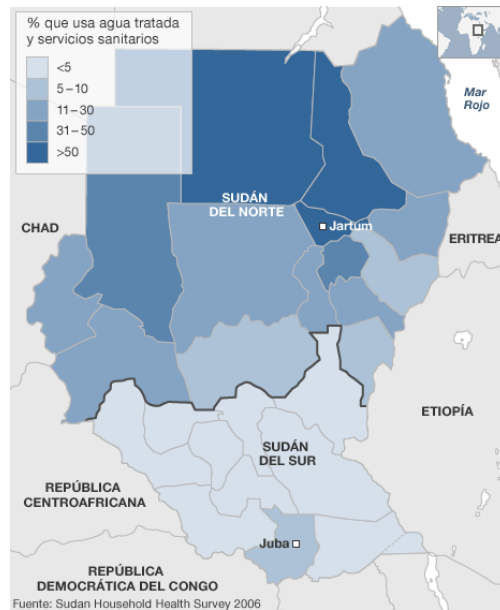 % que usa agua tratada
y servicios sanitarios
<5
5-10
11-30
31-50
>50
Mar
Rojo
SUDÁN
DEL NORTE
Jartum
CHAD
ERITREA
ETIOPÍA
SUDÁN
DEL SUR
REPÚBLICA
CENTROAFRICANA
Juba
REPÚBLICA
DEMOCRÁTICA DEL CONGO
Fuente: Sudan Household Health Survey 2006